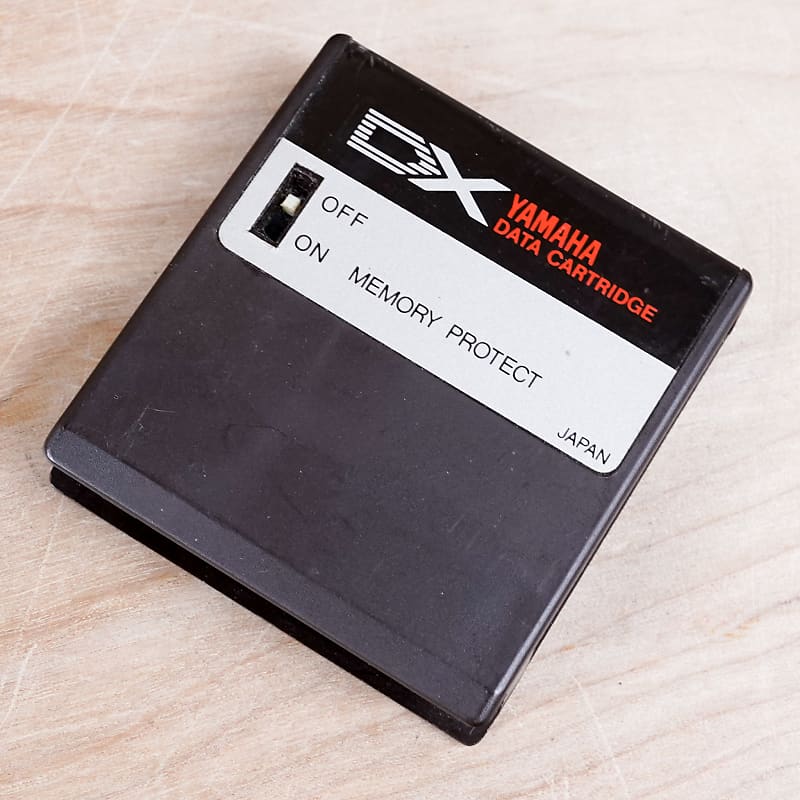 DX YAMAHA
DATA CARTRIDGE
OFF
ON MEMORY PROTECT
JAPAN